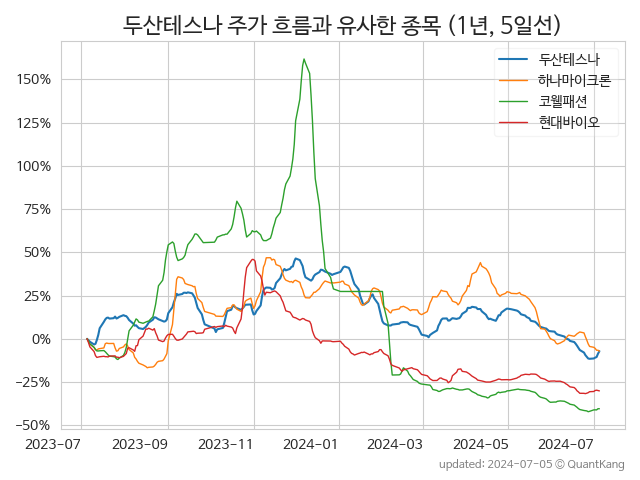 두산테스나 주가 흐름과 유사한 종목 (1년, 5일선)
두산테스나
하나마이크론
코웰패션
현대바이오
150%
125%
100%
75%
50%
25%
0%
−25%
−50%
2023-07 2023-09 2023-11 2024-01 2024-03 2024-05 2024-07
updated: 2024-07-05 © QuantKang